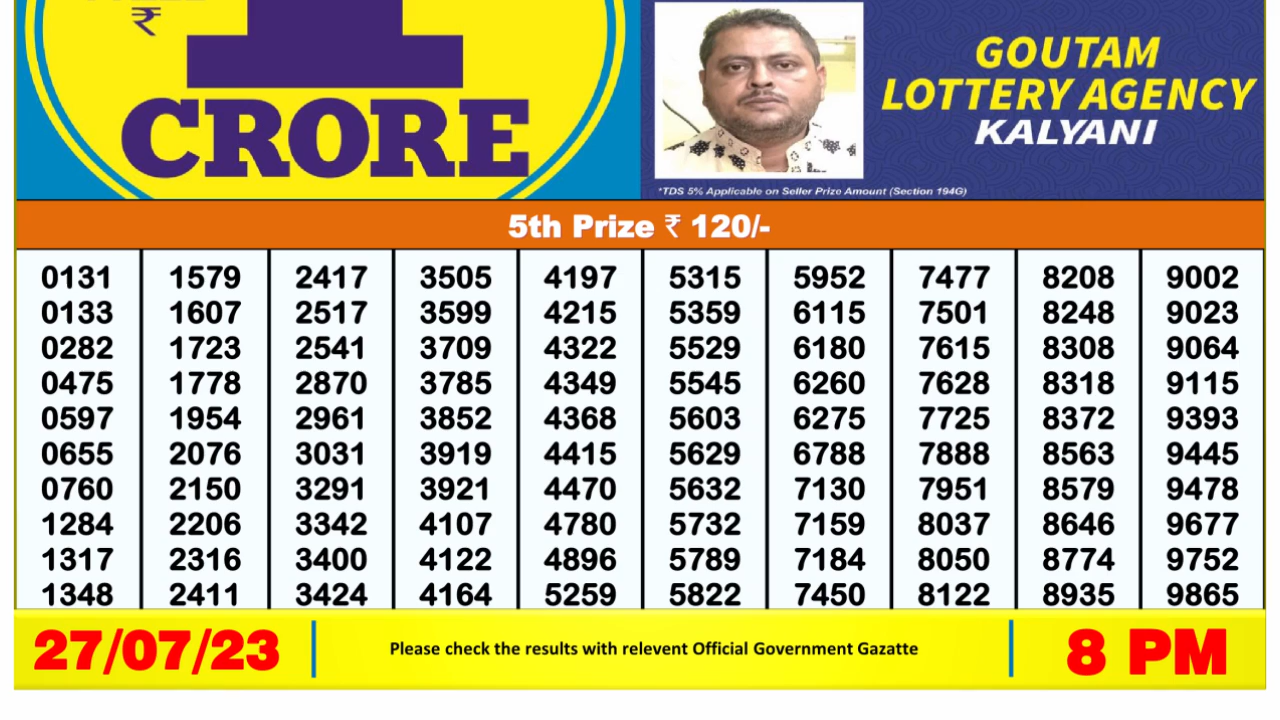 ₹
1
CRORE
GOUTAM
LOTTERY AGENCY
KALYANI
*TDS 5% Applicable on Seller Prize Amount (Section 194G)
5th Prize ₹ 120/-
0131 1579 2417 3505 4197 5315 5952 7477 8208 9002
0133 1607 2517 3599 4215 5359 6115 7501 8248 9023
0282 1723 2541 3709 4322 5529 6180 7615 8308 9064
0475 1778 2870 3785 4349 5545 6260 7628 8318 9115
0597 1954 2961 3852 4368 5603 6275 7725 8372 9393
0655 2076 3031 3919 4415 5629 6788 7888 8563 9445
0760 2150 3291 3921 4470 5632 7130 7951 8579 9478
1284 2206 3342 4107 4780 5732 7159 8037 8646 9677
1317 2316 3400 4122 4896 5789 7184 8050 8774 9752
1348 2411 3424 4164 5259 5822 7450 8122 8935 9865
27/07/23 Please check the results with relevent Official Government Gazatte 8 PM